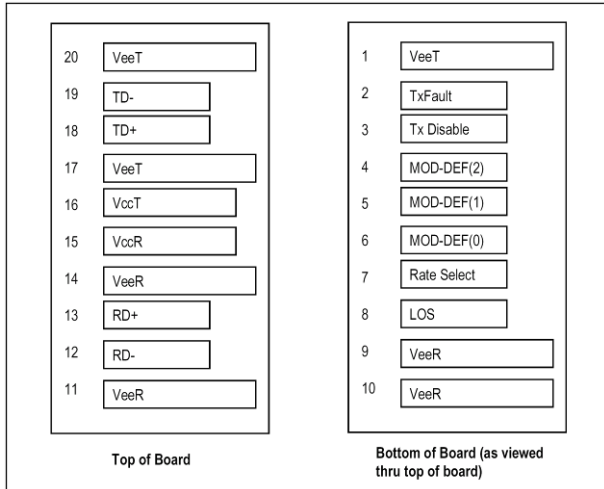 20 VeeT
19 TD-
18 TD+
17 VeeT
16 VccT
15 VccR
14 VeeR
13 RD+
12 RD-
11 VeeR
Top of Board
1 VeeT
2 TxFault
3 Tx Disable
4 MOD-DEF(2)
5 MOD-DEF(1)
6 MOD-DEF(0)
7 Rate Select
8 LOS
9 VeeR
10 VeeR
Bottom of Board (as viewed
thru top of board)